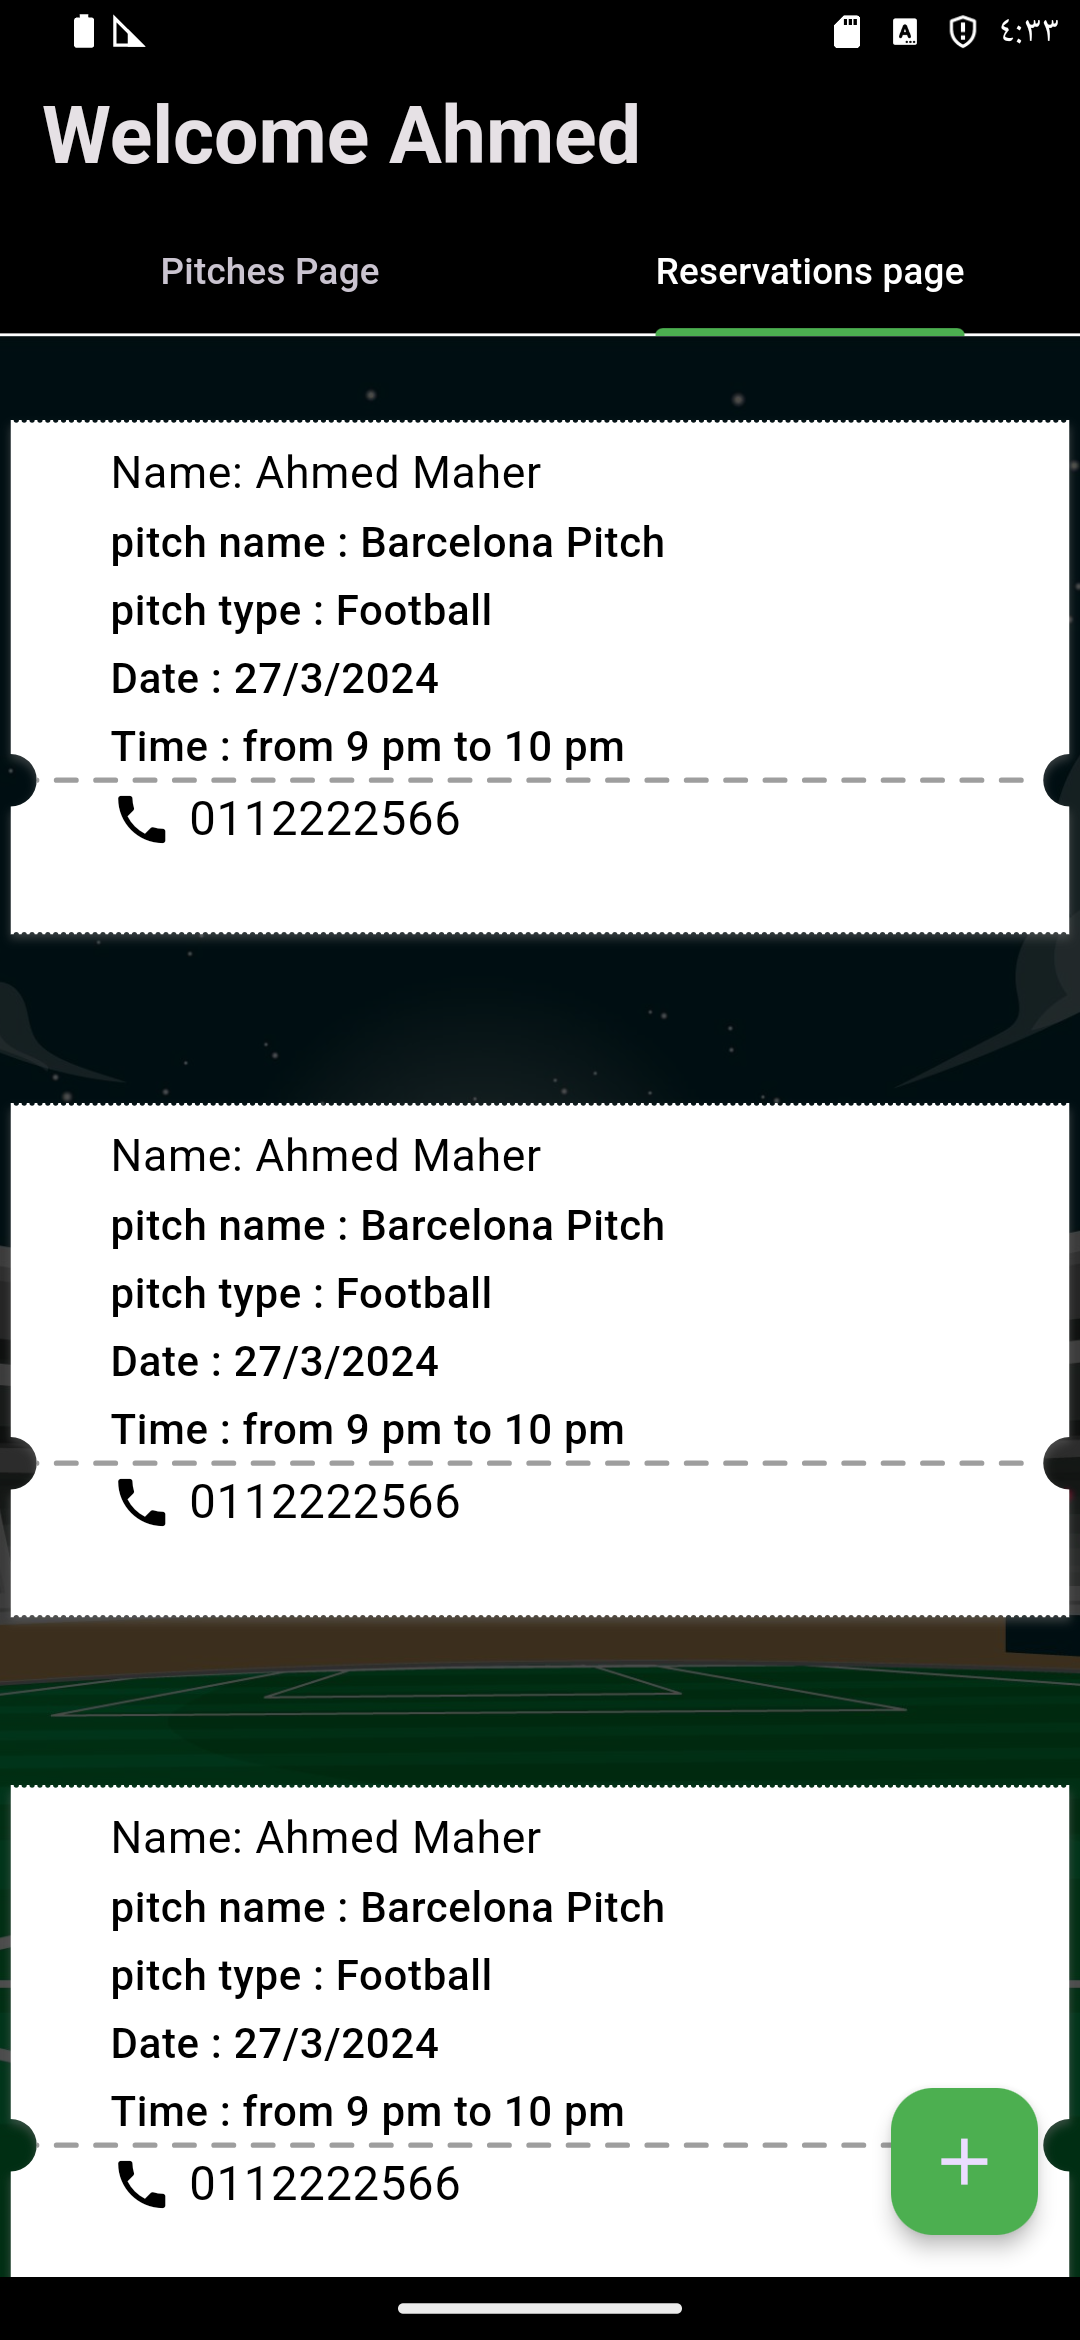 ٤:٣٣
Welcome Ahmed
Pitches Page
Reservations page
Name: Ahmed Maher
pitch name : Barcelona Pitch
pitch type : Football
Date : 27/3/2024
Time : from 9 pm to 10 pm
0112222566
Name: Ahmed Maher
pitch name : Barcelona Pitch
pitch type : Football
Date : 27/3/2024
Time : from 9 pm to 10 pm
0112222566
Name: Ahmed Maher
pitch name : Barcelona Pitch
pitch type : Football
Date : 27/3/2024
Time : from 9 pm to 10 pm
0112222566